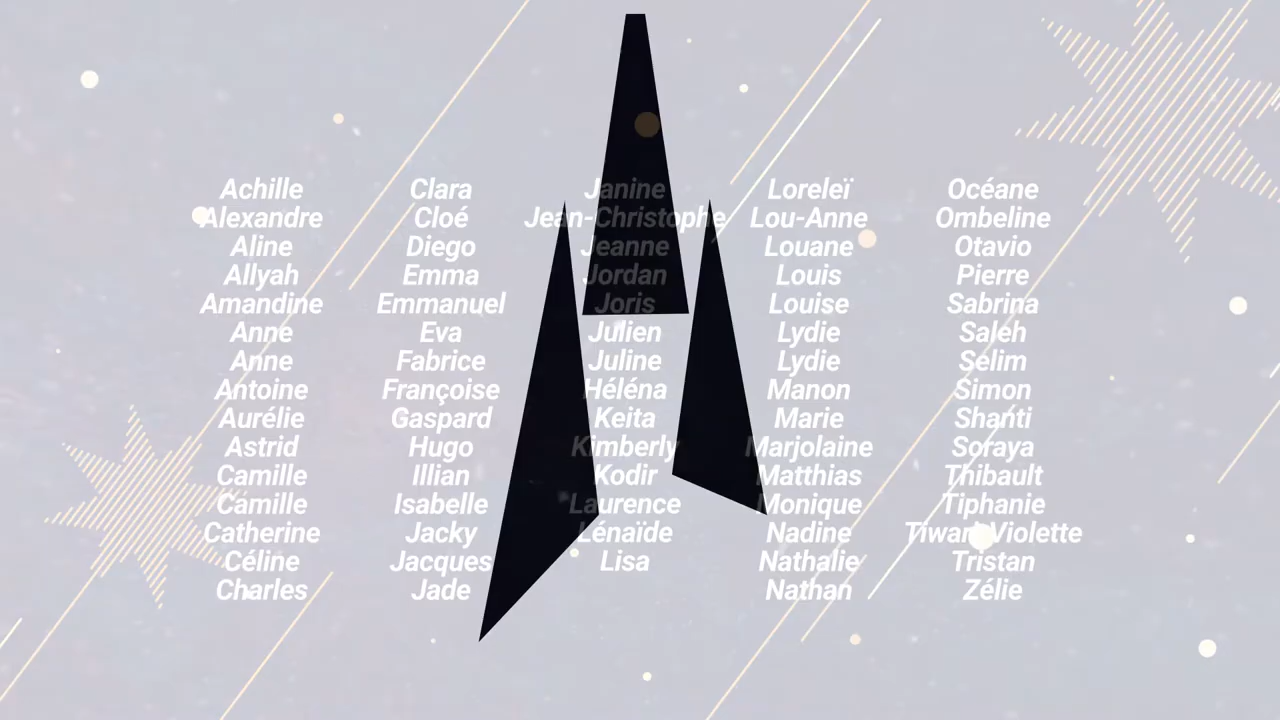 Achille
Alexandre
Aline
Allyah
Amandine
Anne
Anne
Antoine
Aurélie
Astrid
Camille
Camille
Catherine
Céline
Charles
Clara
Cloé
Diego
Emma
Emmanuel
Eva
Fabrice
Françoise
Gaspard
Hugo
Illian
Isabelle
Jacky
Jacques
Jade
Janine
Jean-Christophe
Jeanne
Jordan
Joris
Julien
Juline
Héléna
Keita
Kimberly
Kodir
Laurence
Lénaïde
Lisa
Loreleï
Lou-Anne
Louane
Louis
Louise
Lydie
Lydie
Manon
Marie
Marjolaine
Matthias
Monique
Nadine
Nathalie
Nathan
Océane
Ombeline
Otavio
Pierre
Sabrina
Saleh
Selim
Simon
Shanti
Soraya
Thibault
Tiphanie
Violette
Tristan
Zélie